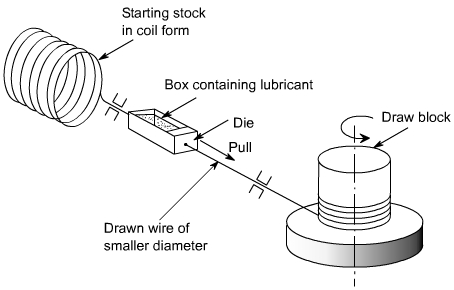 Starting stock
in coil form
Box containing lubricant
Die
Pull
Draw block
Drawn wire of
smaller diameter